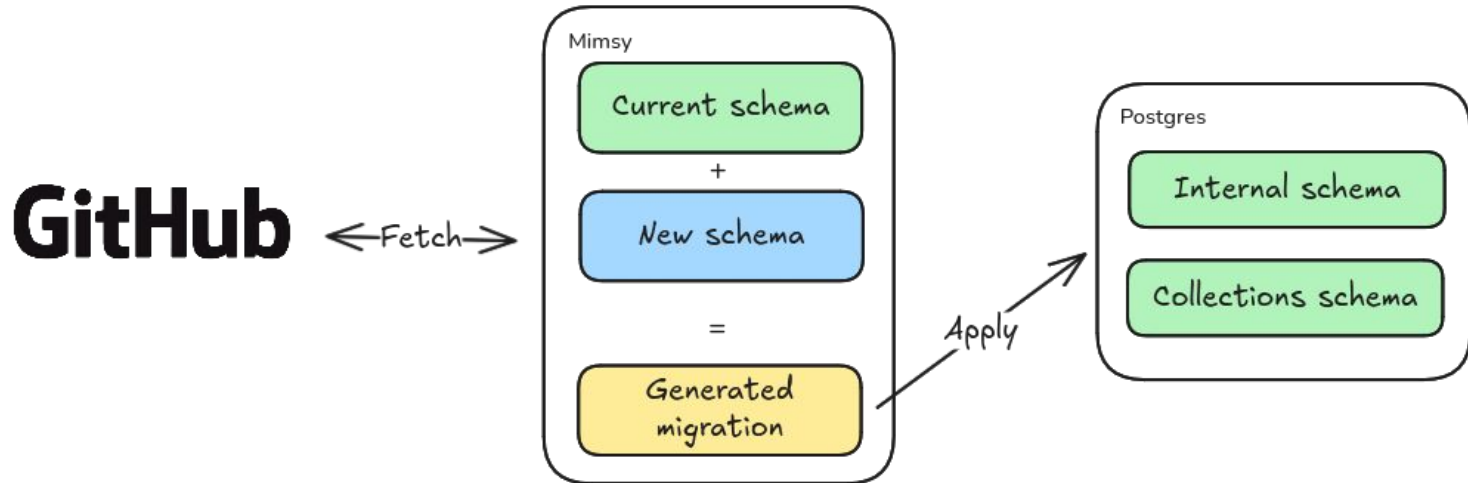 Mimsy
Current schema
+
New schema
=
Generated
migration
GitHub
Fetch
Apply
Postgres
Internal schema
Collections schema